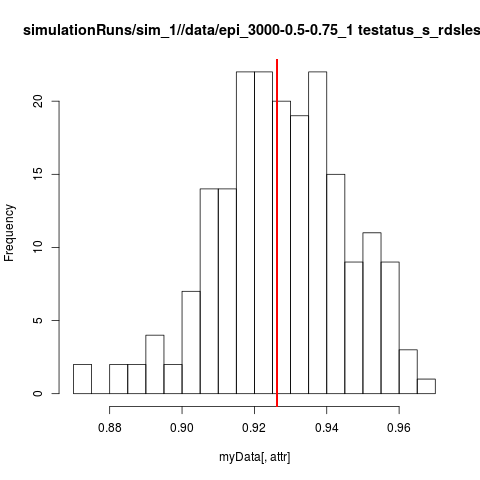 simulationRuns/sim_1//data/epi_3000-0.5-0.75_1 testatus_s_rdsles
Frequency
20
15
10
5
0
0.88 0.90 0.92 0.94 0.96
myData[, attr]